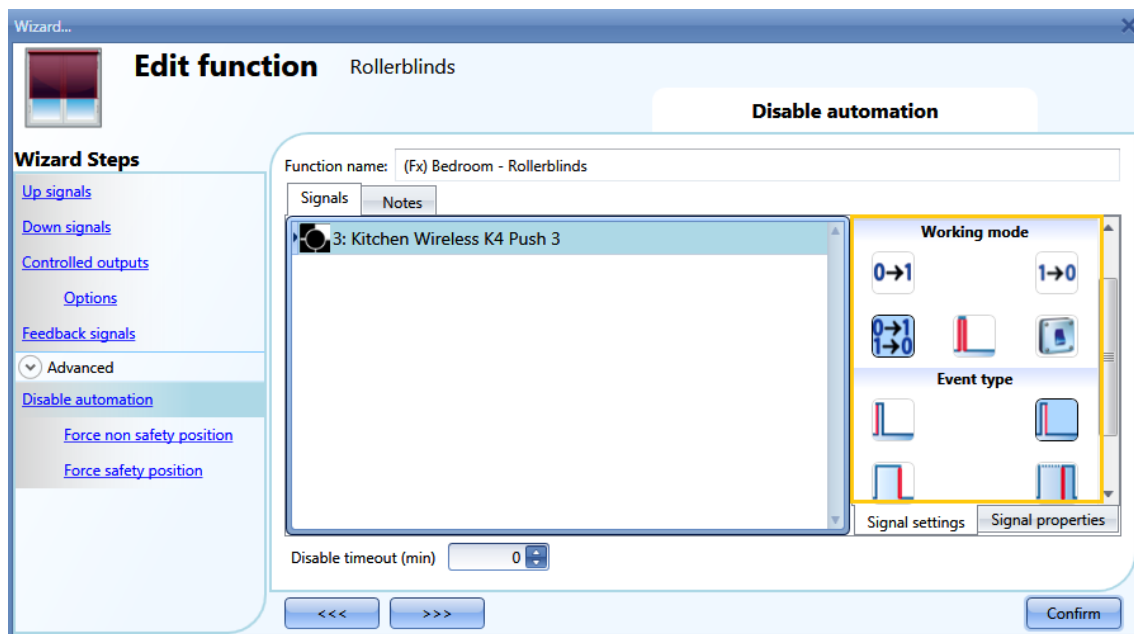 Wizard...
Edit function Rollerblinds
Disable automation
Wizard Steps
Up signals
Down signals
Controlled outputs
Options
Feedback signals
Advanced
Disable automation
Force non safety position
Force safety position
Function name: (Fx) Bedroom - Rollerblinds
Signals Notes
3: Kitchen Wireless K4 Push 3
Working mode
0→1 1→0
0→1
1→0
Event type
Signal settings Signal properties
Disable timeout (min) 0
<<< >>> Confirm